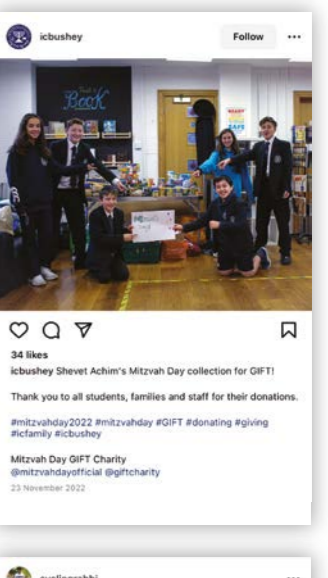 icbushey
Follow
Book
34 likes
icbushey Shevet Achim's Mitzvah Day collection for GIFT!
Thank you to all students, families and staff for their donations.
#mitzvahday2022 #mitzvahday #GIFT #donating #giving
#icfamily #icbushey
Mitzvah Day GIFT Charity
@mitzvahdayofficial @giftcharity
23 November 2022